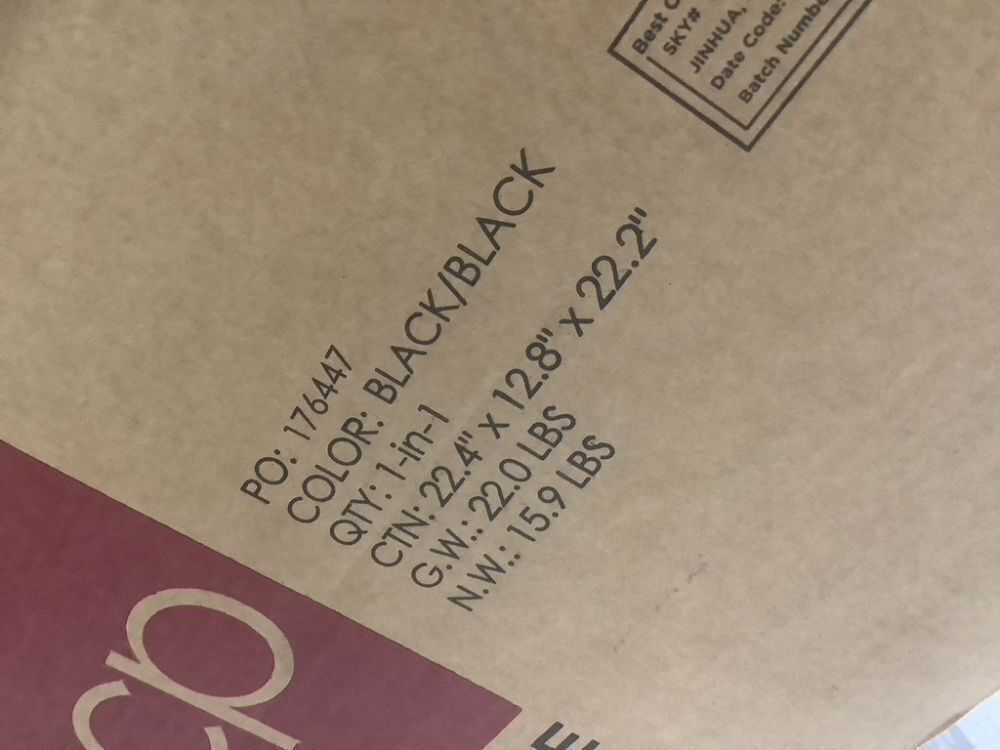 Best C
SKY#
JINHUA,
Date Code:
Batch Numbe
PO: 176447
COLOR: BLACK/BLACK
QTY: 1-in-1
CTN: 22.4" X 12.8" X 22.2"
G.W.: 22.0 LBS
N.W.: 15.9 LBS
cp
E